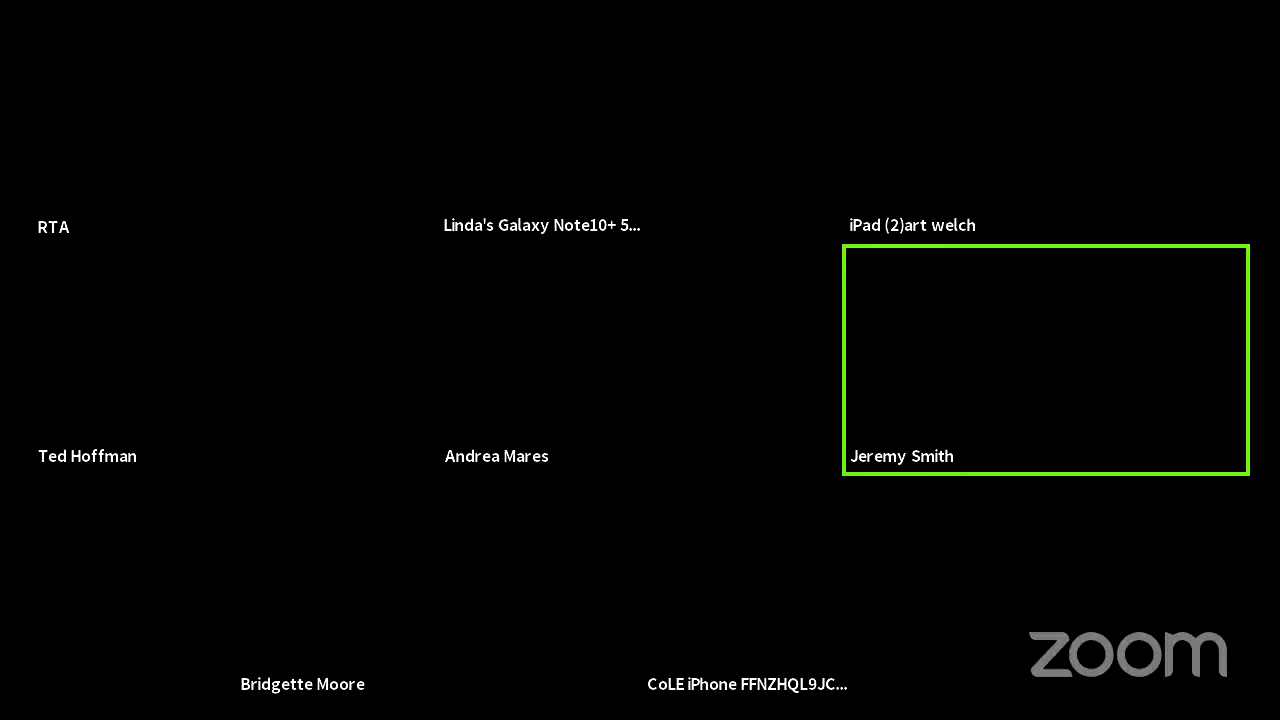 RTA
Linda's Galaxy Note10+ 5...
iPad (2)art welch
Ted Hoffman
Andrea Mares
Jeremy Smith
Bridgette Moore
CoLE iPhone FFNZHQL9JC...
zoom